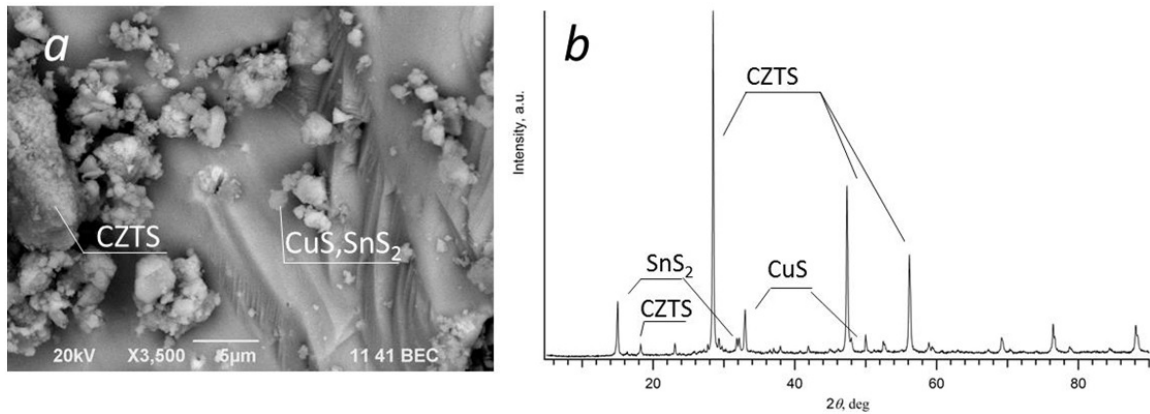 a
CZTS
CuS,SnS₂
20kV X3,500 5µm 11 41 BEC
b
Intensity, a.u.
CZTS
SnS₂
CuS
CZTS
20 40 60 80
2θ, deg